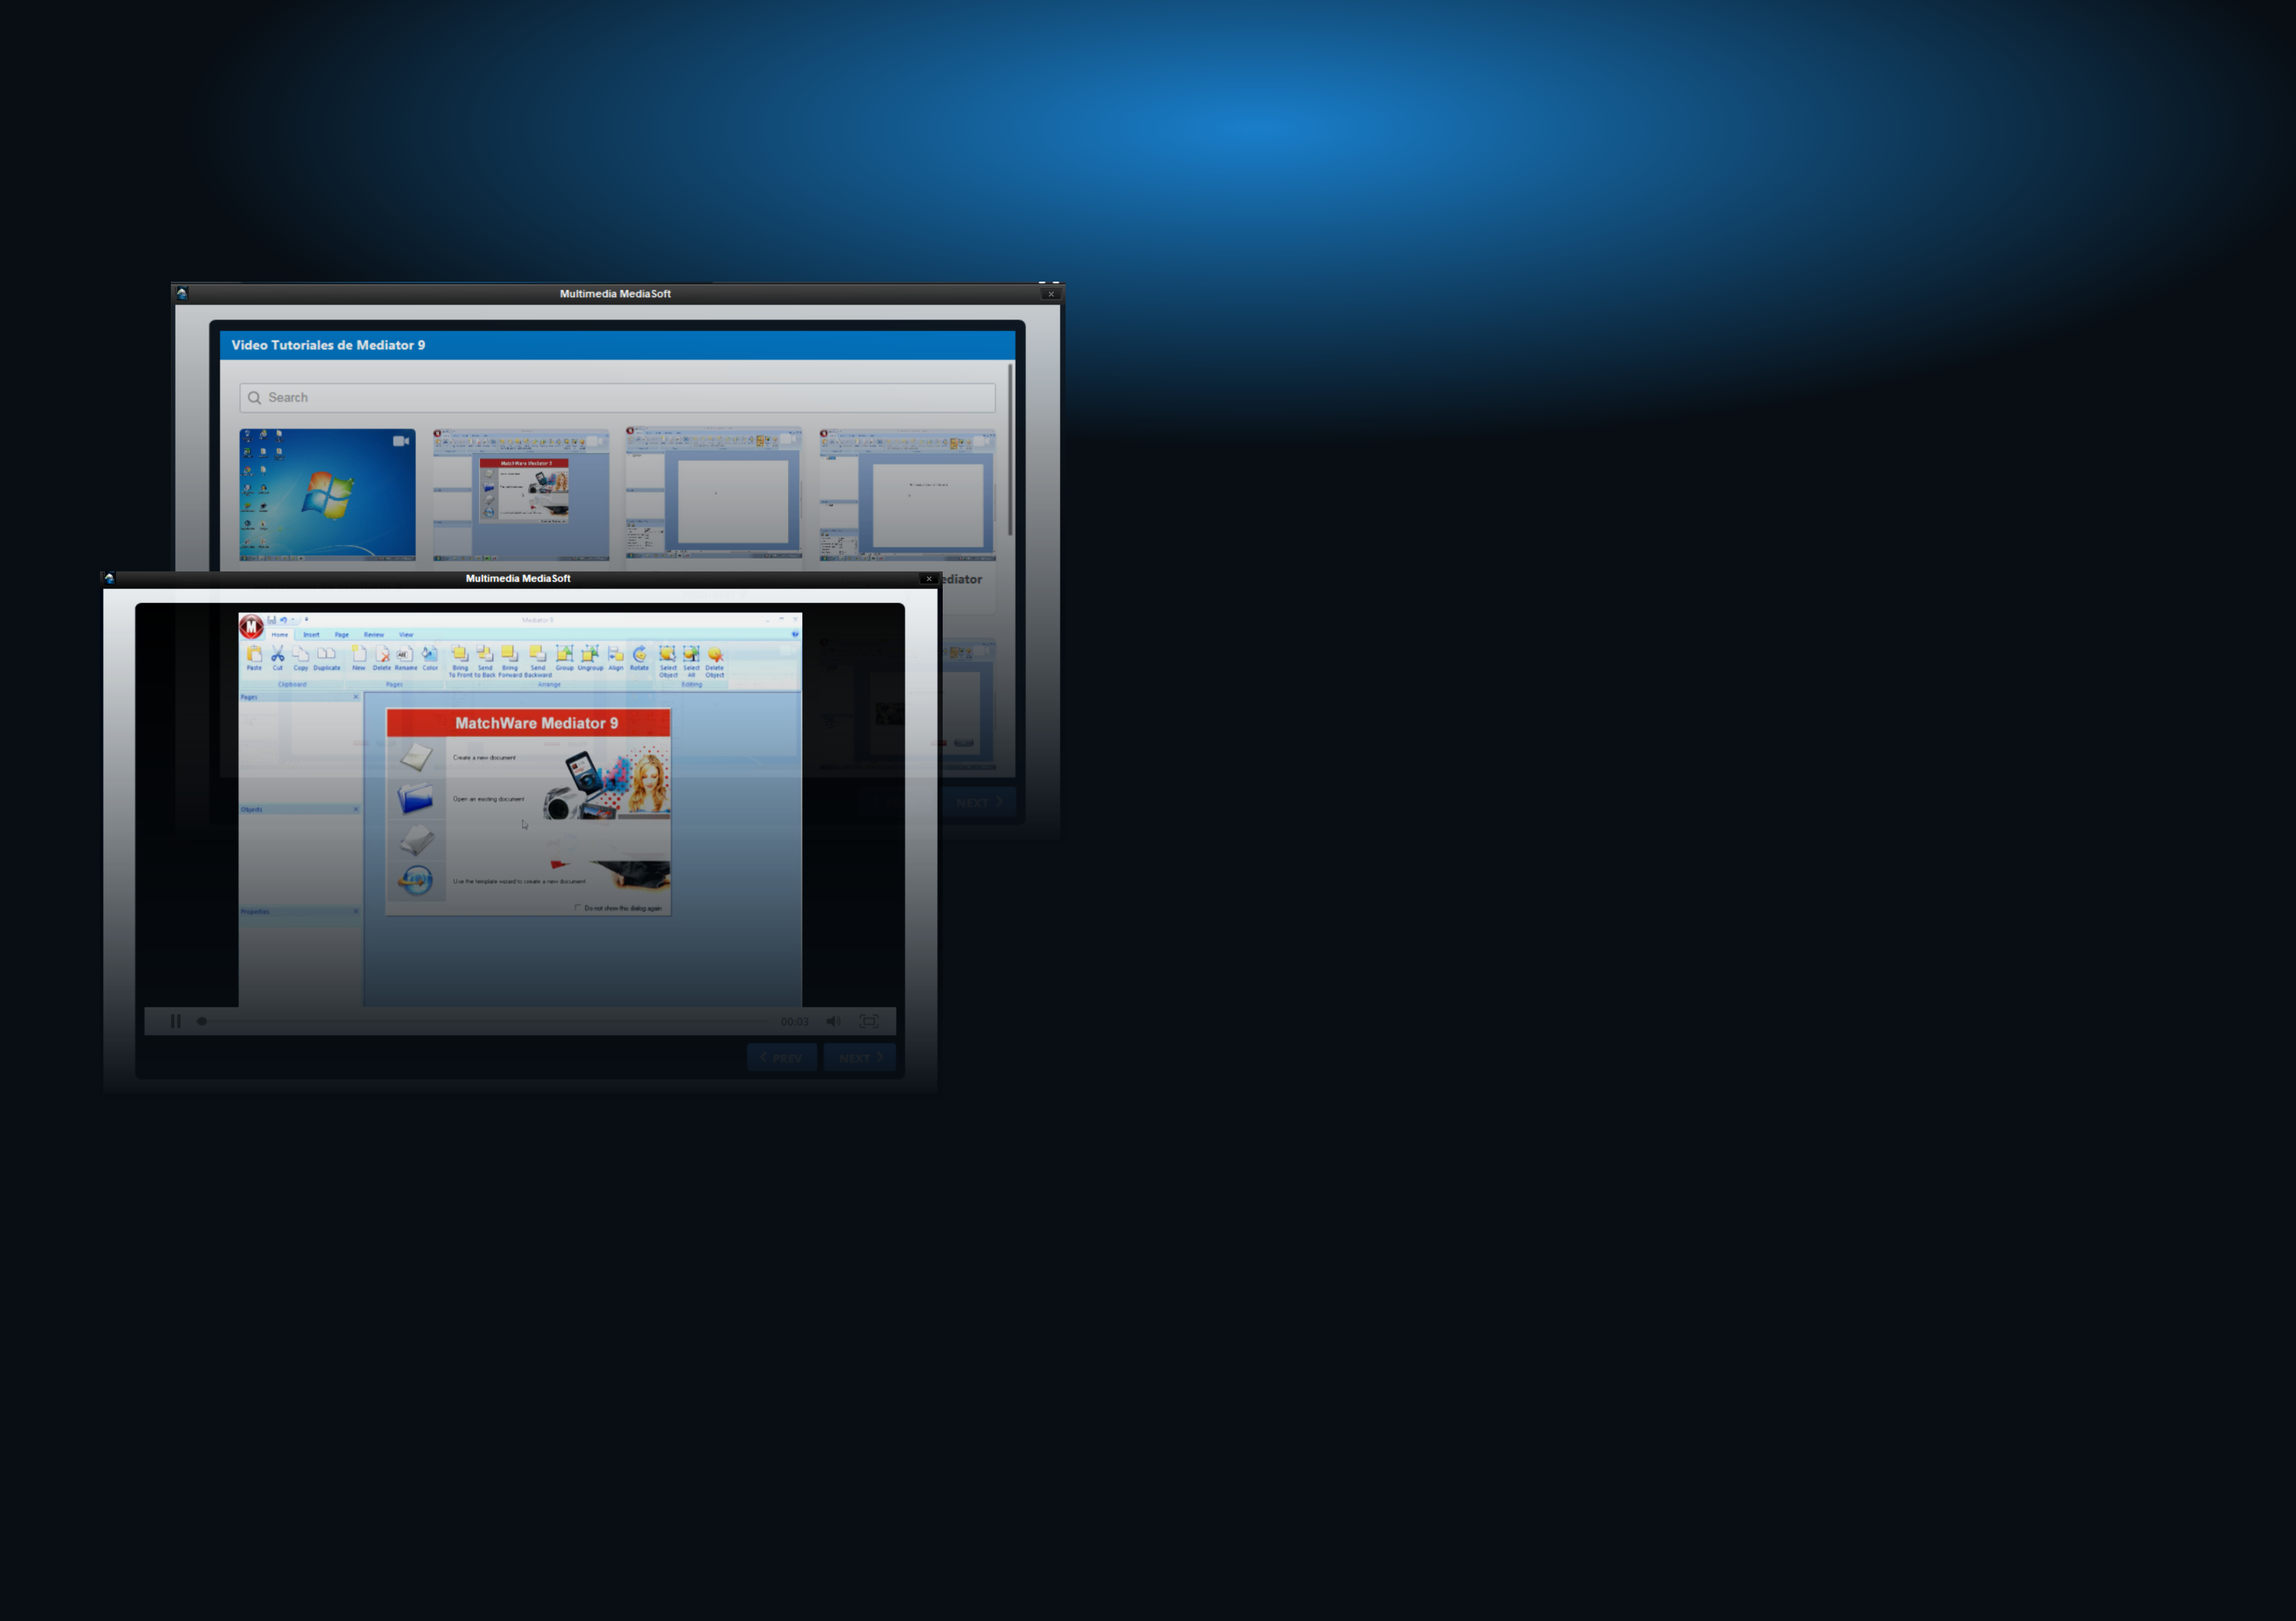 Multimedia MediaSoft
Video Tutoriales de Mediator 9
Search
MatchWare Mediator 9
ediator
Multimedia MediaSoft
Mediator 9
Home Insert Page Review View
Paste Cut Copy Duplicate New Delete Rename Color Bring To Front Send to Back Bring Forward Send Backward Group Ungroup Align Rotate Select Object Select All Delete Object
Clipboard Pages Arrange Editing
Pages
MatchWare Mediator 9
Create a new document
Open an existing document
Objects
NEXT
Use the template wizard to create a new document
Do not show this dialog again
Properties
00:03
PREV NEXT